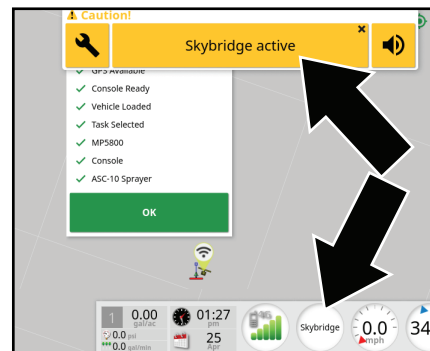 Caution!
Skybridge active
GPS Available
Console Ready
Vehicle Loaded
Task Selected
MP5800
Console
ASC-10 Sprayer
OK
1 0.00 gal/ac
0.0 psi
0.0 gal/min
01:27 pm
25 Apr
4G
Skybridge
0.0 mph
34